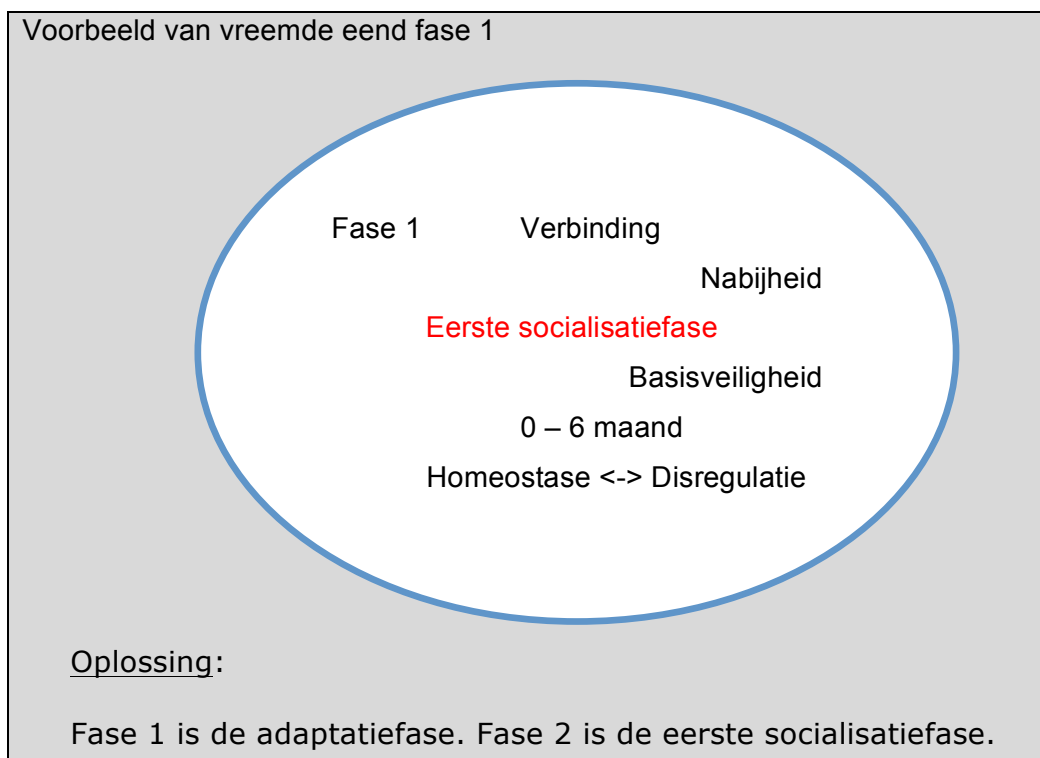 Voorbeeld van vreemde eend fase 1
Fase 1 Verbinding
Nabijheid
Eerste socialisatiefase
Basisveiligheid
0 – 6 maand
Homeostase <-> Disregulatie
Oplossing:
Fase 1 is de adaptatiefase. Fase 2 is de eerste socialisatiefase.